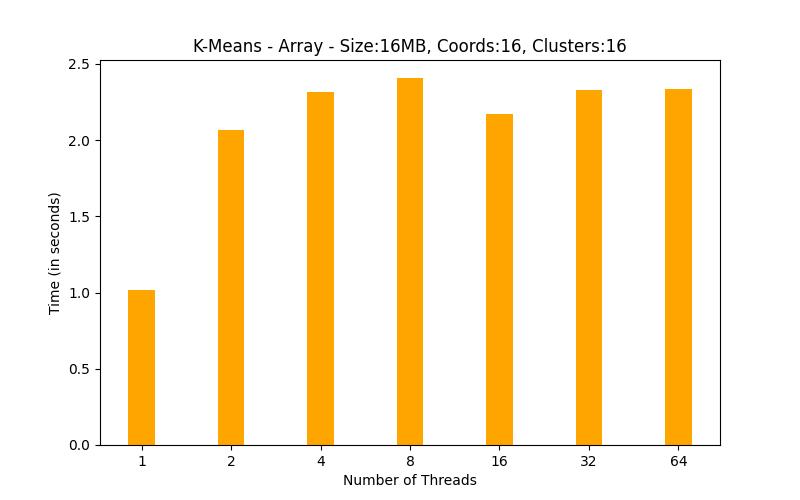 K-Means - Array - Size:16MB, Coords:16, Clusters:16
2.5
2.0
1.5
1.0
0.5
0.0
Time (in seconds)
1 2 4 8 16 32 64
Number of Threads